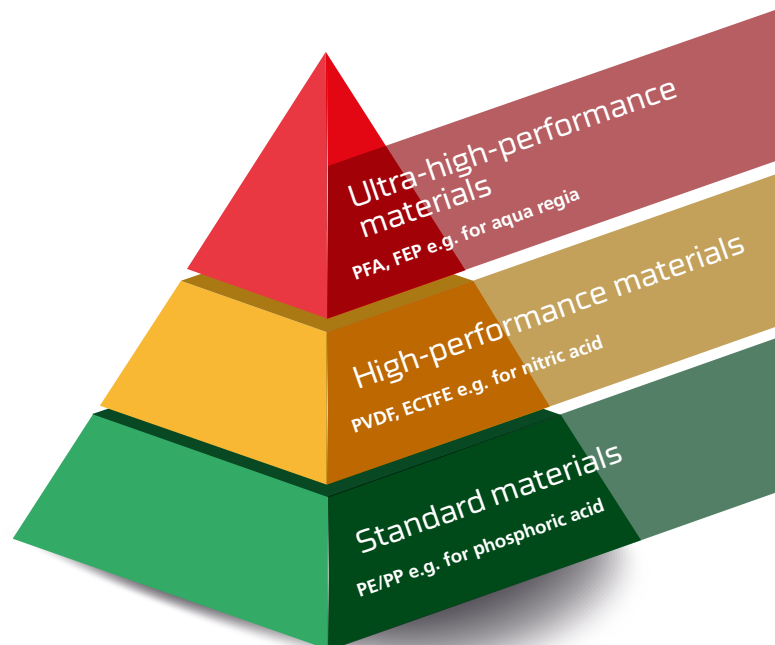 Ultra-high-performance
materials
PFA, FEP e.g. for aqua regia
High-performance materials
PVDF, ECTFE e.g. for nitric acid
Standard materials
PE/PP e.g. for phosphoric acid